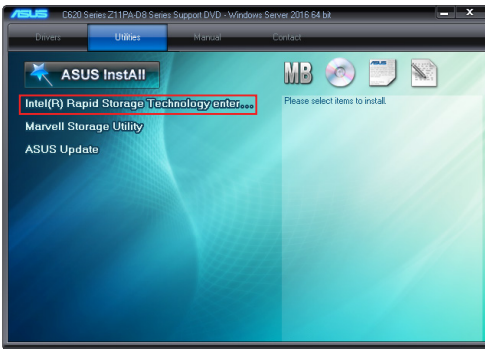 ASUS C620 Series Z11PA-D8 Series Support DVD - Windows Server 2016 64 bit
Drivers Utilities Manual Contact
ASUS InstAll
MB
Intel(R) Rapid Storage Technology enter...
Please select items to install.
Marvell Storage Utility
ASUS Update